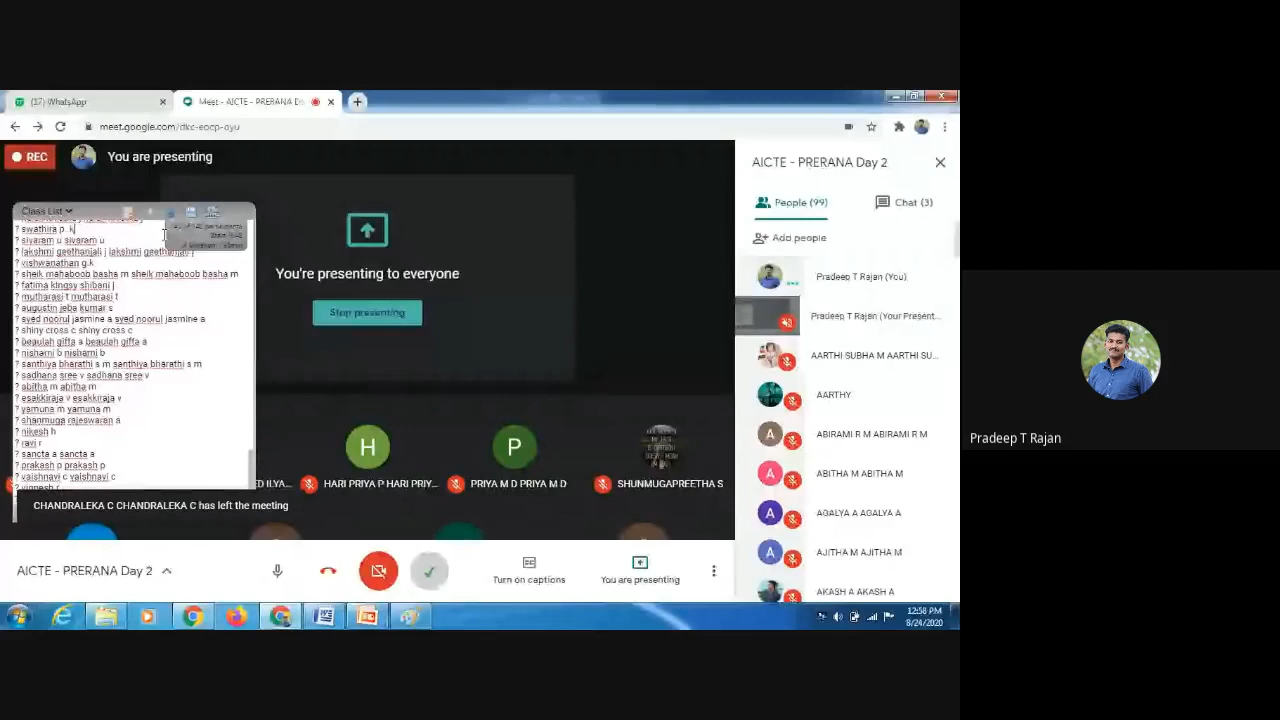 (17) WhatsApp
Meet - AICTE - PRERANA D
meet.google.com/dkc-eocp-oyu
REC
You are presenting
Class List
? swathira p. k
? sivaram u sivaram u
? lakshmi geethanjali j lakshmi geethanjali j
? vishwanathan g.k
? sheik mahaboob basha m sheik mahaboob basha m
? fatima kingsy shibani j
? mutharasi t mutharasi t
? augustin jeba kumar s
? syed noorul jasmine a syed noorul jasmine a
? shiny cross c shiny cross c
? beaulah giffa a beaulah giffa a
? nisharni b nisharni b
? santhiya bharathi s m santhiya bharathi s m
? sadhana sree v sadhana sree v
? abitha m abitha m
? esakkiraja v esakkiraja v
? yamuna m yamuna m
? shanmuga rajeswaran a
? nikesh h
? ravi r
? sancta a sancta a
? prakash p prakash p
? vaishnavi c vaishnavi c
You're presenting to everyone
Stop presenting
H
P
ED ILYA...
HARI PRIYA P HARI PRIY...
PRIYA M D PRIYA M D
SHUNMUGAPREETHA S
CHANDRALEKA C CHANDRALEKA C has left the meeting
AICTE - PRERANA Day 2
Turn on captions
You are presenting
AICTE - PRERANA Day 2
People (99)
Chat (3)
Add people
Pradeep T Rajan (You)
Pradeep T Rajan (Your Present...
AARTHI SUBHA M AARTHI SU...
AARTHY
A
ABIRAMI R M ABIRAMI R M
A
ABITHA M ABITHA M
A
AGALYA A AGALYA A
A
AJITHA M AJITHA M
AKASH A AKASH A
12:58 PM
8/24/2020
Pradeep T Rajan